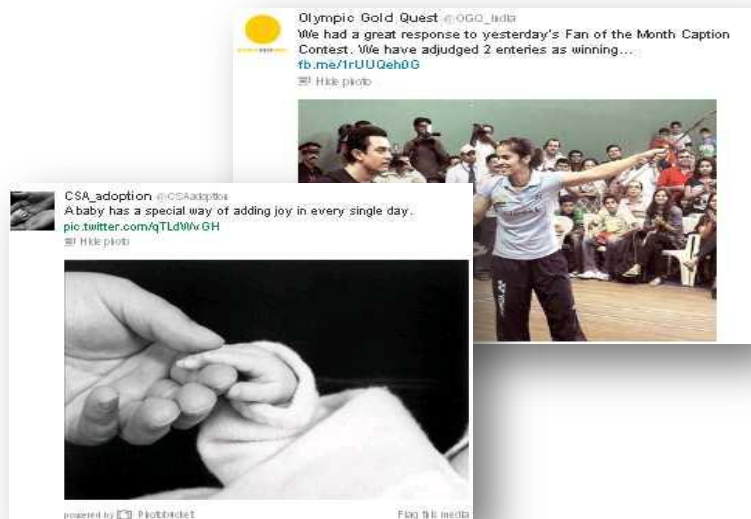 Olympic Gold Quest @OGQ_India
We had a great response to yesterday's Fan of the Month Caption
Contest. We have adjudged 2 enteries as winning...
fb.me/1rUUQeh0G
Hide photo
CSA_adoption @CSAadoption
A baby has a special way of adding joy in every single day.
pic.twitter.com/qTLdWvGH
Hide photo
powered by Photobucket
Flag this media